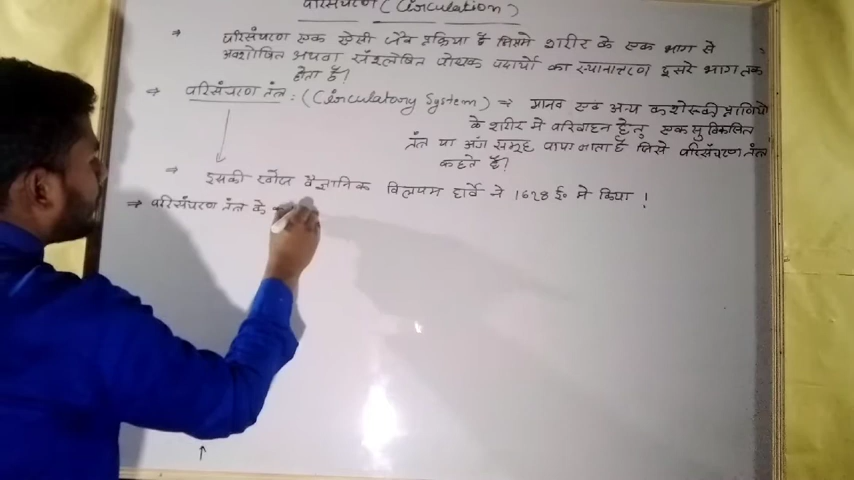 परिसंचरण (Circulation)
⇒ परिसंचरण एक ऐसी जैव प्रक्रिया है जिसमे शरीर के एक भाग से
अवशोषित अथवा संश्लेषित पोषक पदार्थो का स्थानान्तरण दुसरे भाग तक
होता है?
⇒ परिसंचरण तंत्र : (Circulatory System) ⇒ मानव एवं अन्य कशेरूकी प्राणियो
के शरीर मे परिवहन हेतु एक सुविकसित
तंत्र या अंग समूह पाया जाता है जिसे परिसंचरण तंत्र
कहते हैं?
⇒ इसकी खोज वैज्ञानिक विलयम हार्वे ने 1628 ई० मे किया !
⇒ परिसंचरण तंत्र के